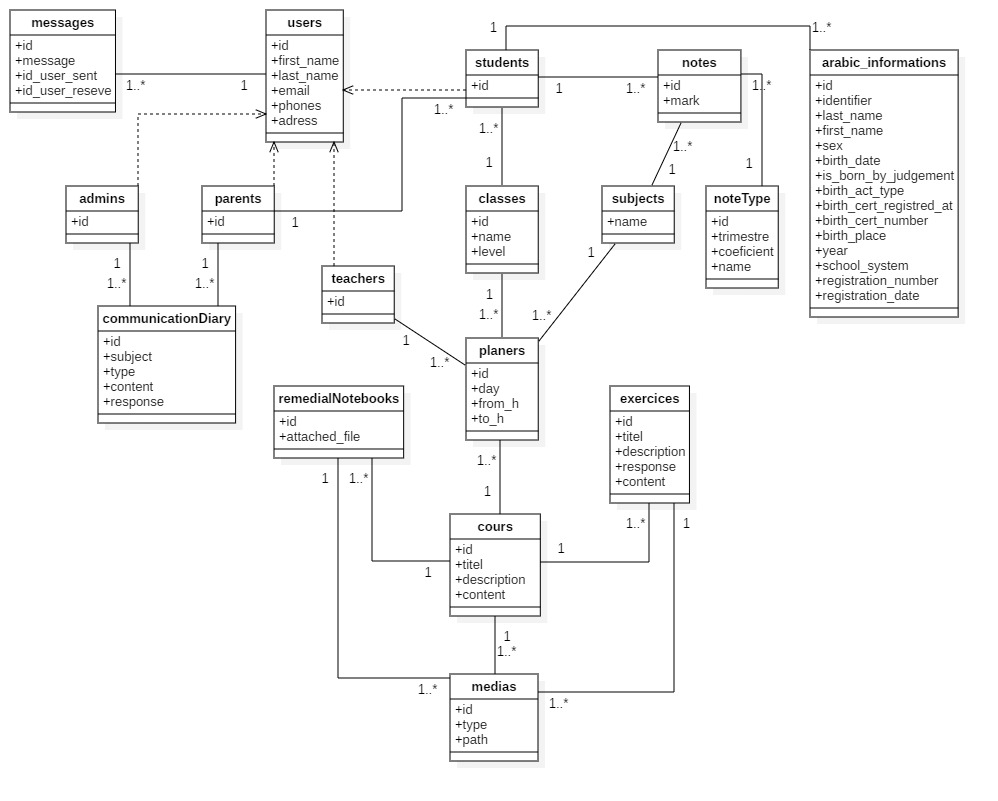 messages
+id
+message
+id_user_sent
+id_user_reseve
1..*
1
users
+id
+first_name
+last_name
+email
+phones
+adress
students
+id
1
1..*
1..*
1
1..*
notes
+id
+mark
1..*
1..*
1
1
arabic_informations
+id
+identifier
+last_name
+first_name
+sex
+birth_date
+is_born_by_judgement
+birth_act_type
+birth_cert_registred_at
+birth_cert_number
+birth_place
+year
+school_system
+registration_number
+registration_date
1..*
1
admins
+id
parents
+id
1
classes
+id
+name
+level
subjects
+name
noteType
+id
+trimestre
+coeficient
+name
1
1..*
1
1..*
teachers
+id
1
1..*
1
1..*
1
1..*
communicationDiary
+id
+subject
+type
+content
+response
planers
+id
+day
+from_h
+to_h
remedialNotebooks
+id
+attached_file
exercices
+id
+titel
+description
+response
+content
1
1..*
1..*
1
1..*
1
cours
+id
+titel
+description
+content
1
1
1
1..*
1..*
1..*
medias
+id
+type
+path